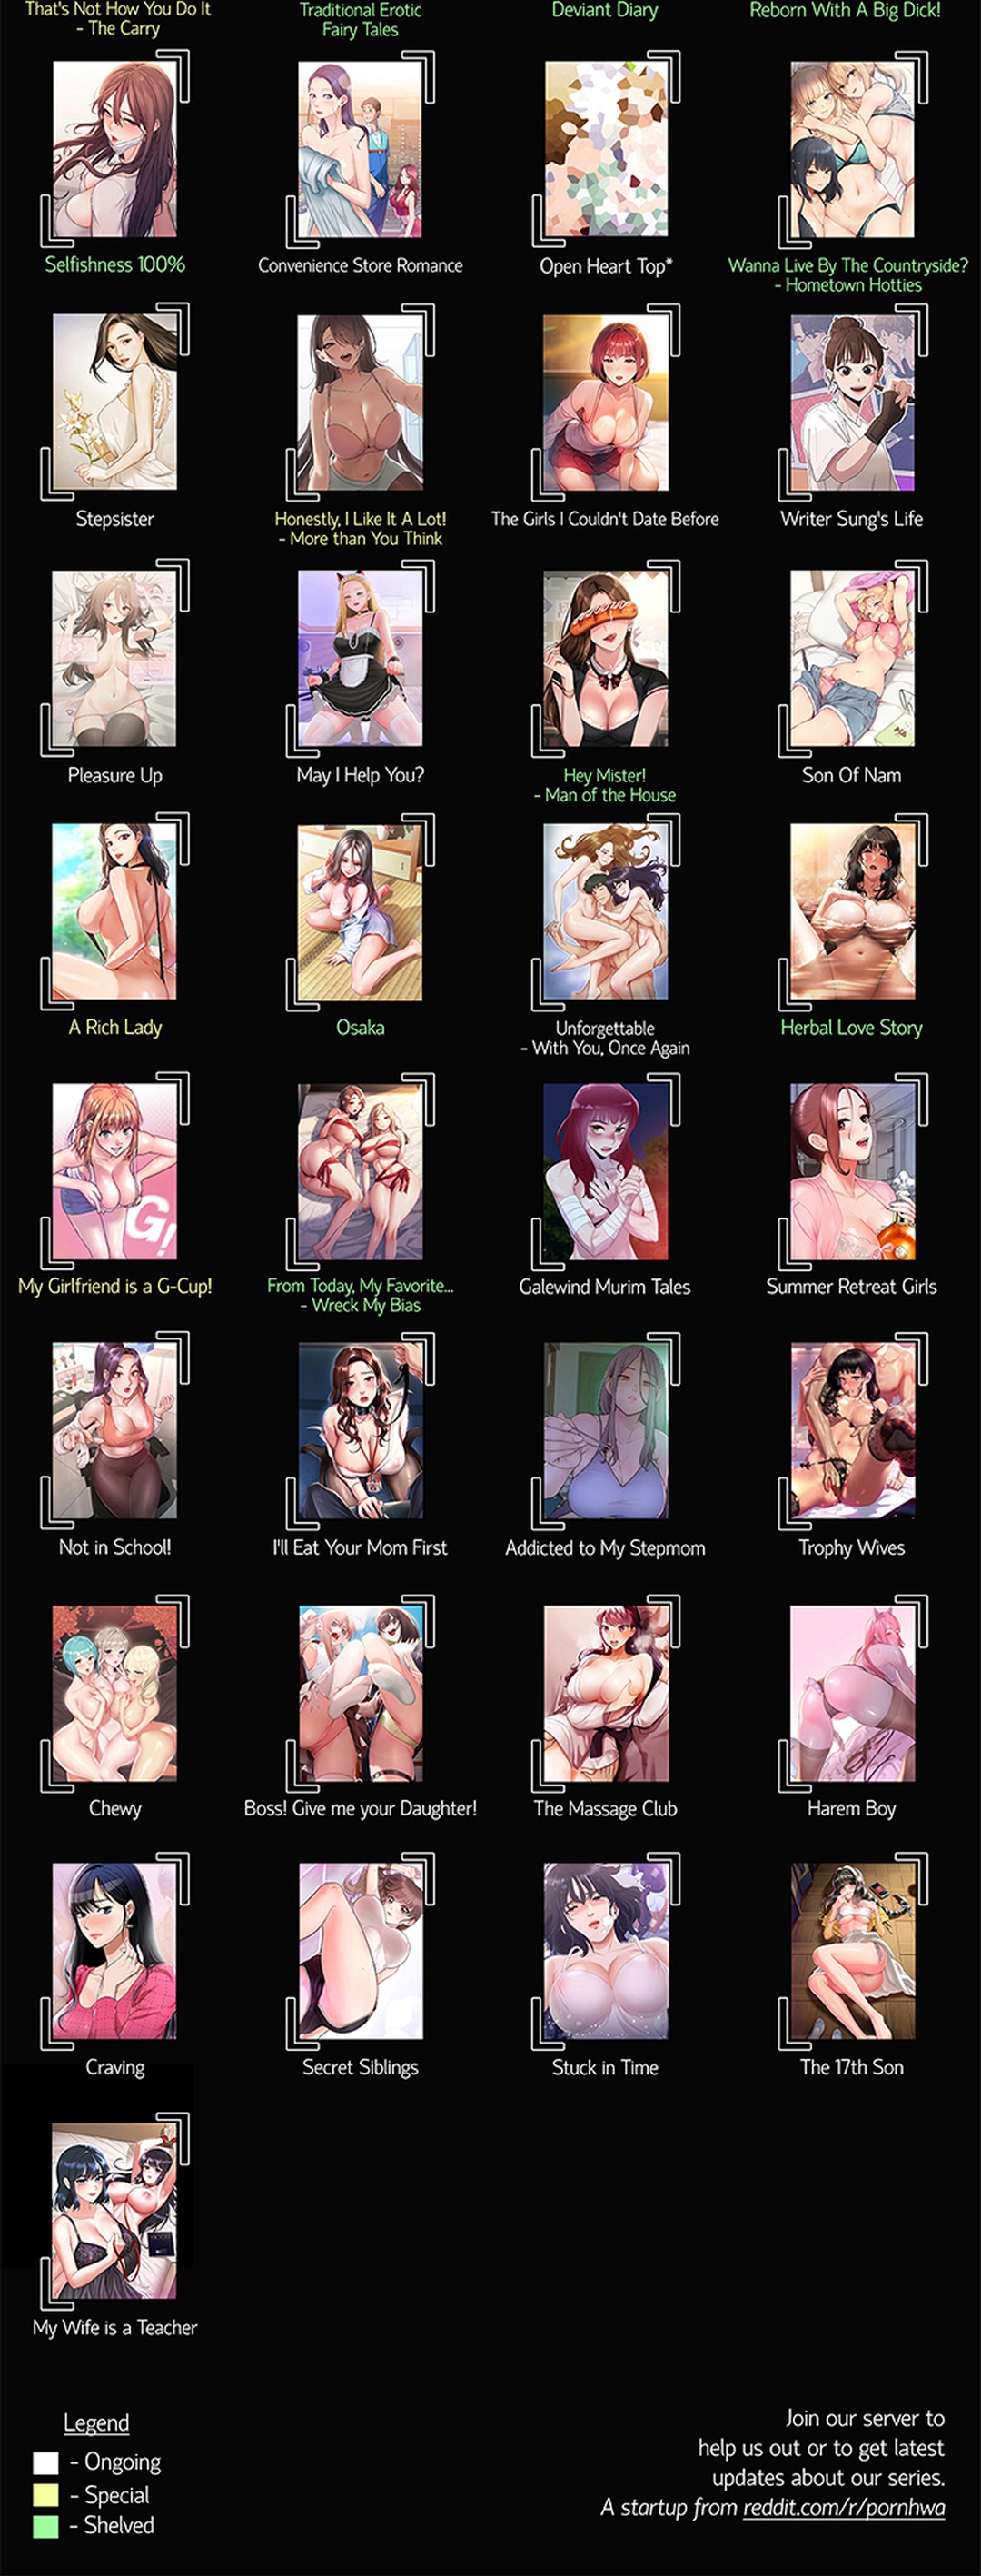 That's Not How You Do It
- The Carry
Traditional Erotic
Fairy Tales
Deviant Diary
Reborn With A Big Dick!
Selfishness 100%
Convenience Store Romance
Open Heart Top*
Wanna Live By The Countryside?
- Hometown Hotties
Stepsister
Honestly, I Like It A Lot!
- More than You Think
The Girls I Couldn't Date Before
Writer Sung's Life
Pleasure Up
May I Help You?
Hey Mister!
- Man of the House
Son Of Nam
A Rich Lady
Osaka
Unforgettable
- With You, Once Again
Herbal Love Story
G!
My Girlfriend is a G-Cup!
From Today, My Favorite...
- Wreck My Bias
Galewind Murim Tales
Summer Retreat Girls
Not in School!
I'll Eat Your Mom First
Addicted to My Stepmom
Trophy Wives
Chewy
Boss! Give me your Daughter!
The Massage Club
Harem Boy
Craving
Secret Siblings
Stuck in Time
The 17th Son
My Wife is a Teacher
Legend
- Ongoing
- Special
- Shelved
Join our server to
help us out or to get latest
updates about our series.
A startup from reddit.com/r/pornhwa